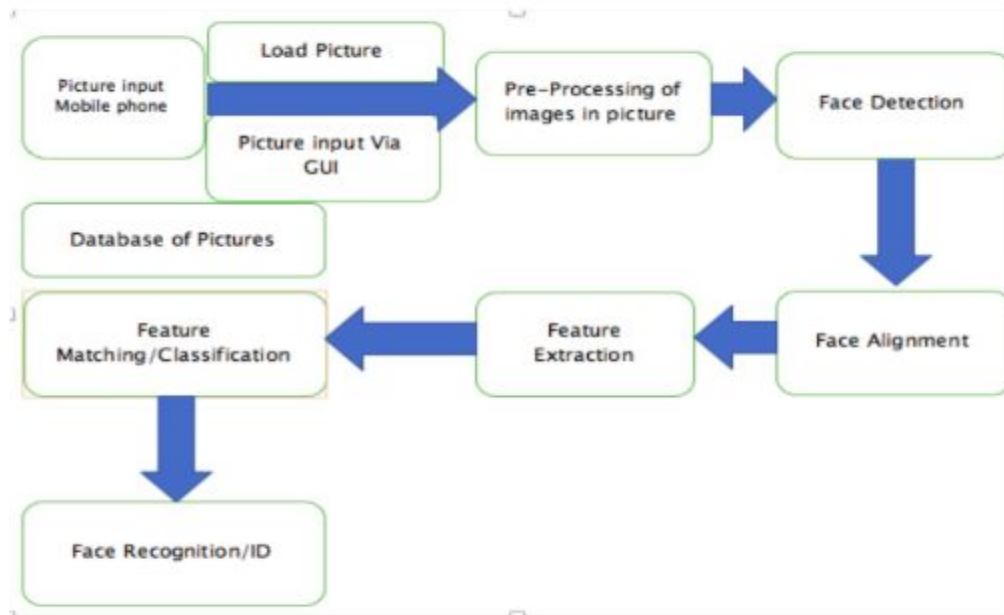 Load Picture
Picture input
Mobile phone
Picture input Via
GUI
Pre-Processing of
images in picture
Face Detection
Database of Pictures
Feature
Matching/Classification
Feature
Extraction
Face Alignment
Face Recognition/ID